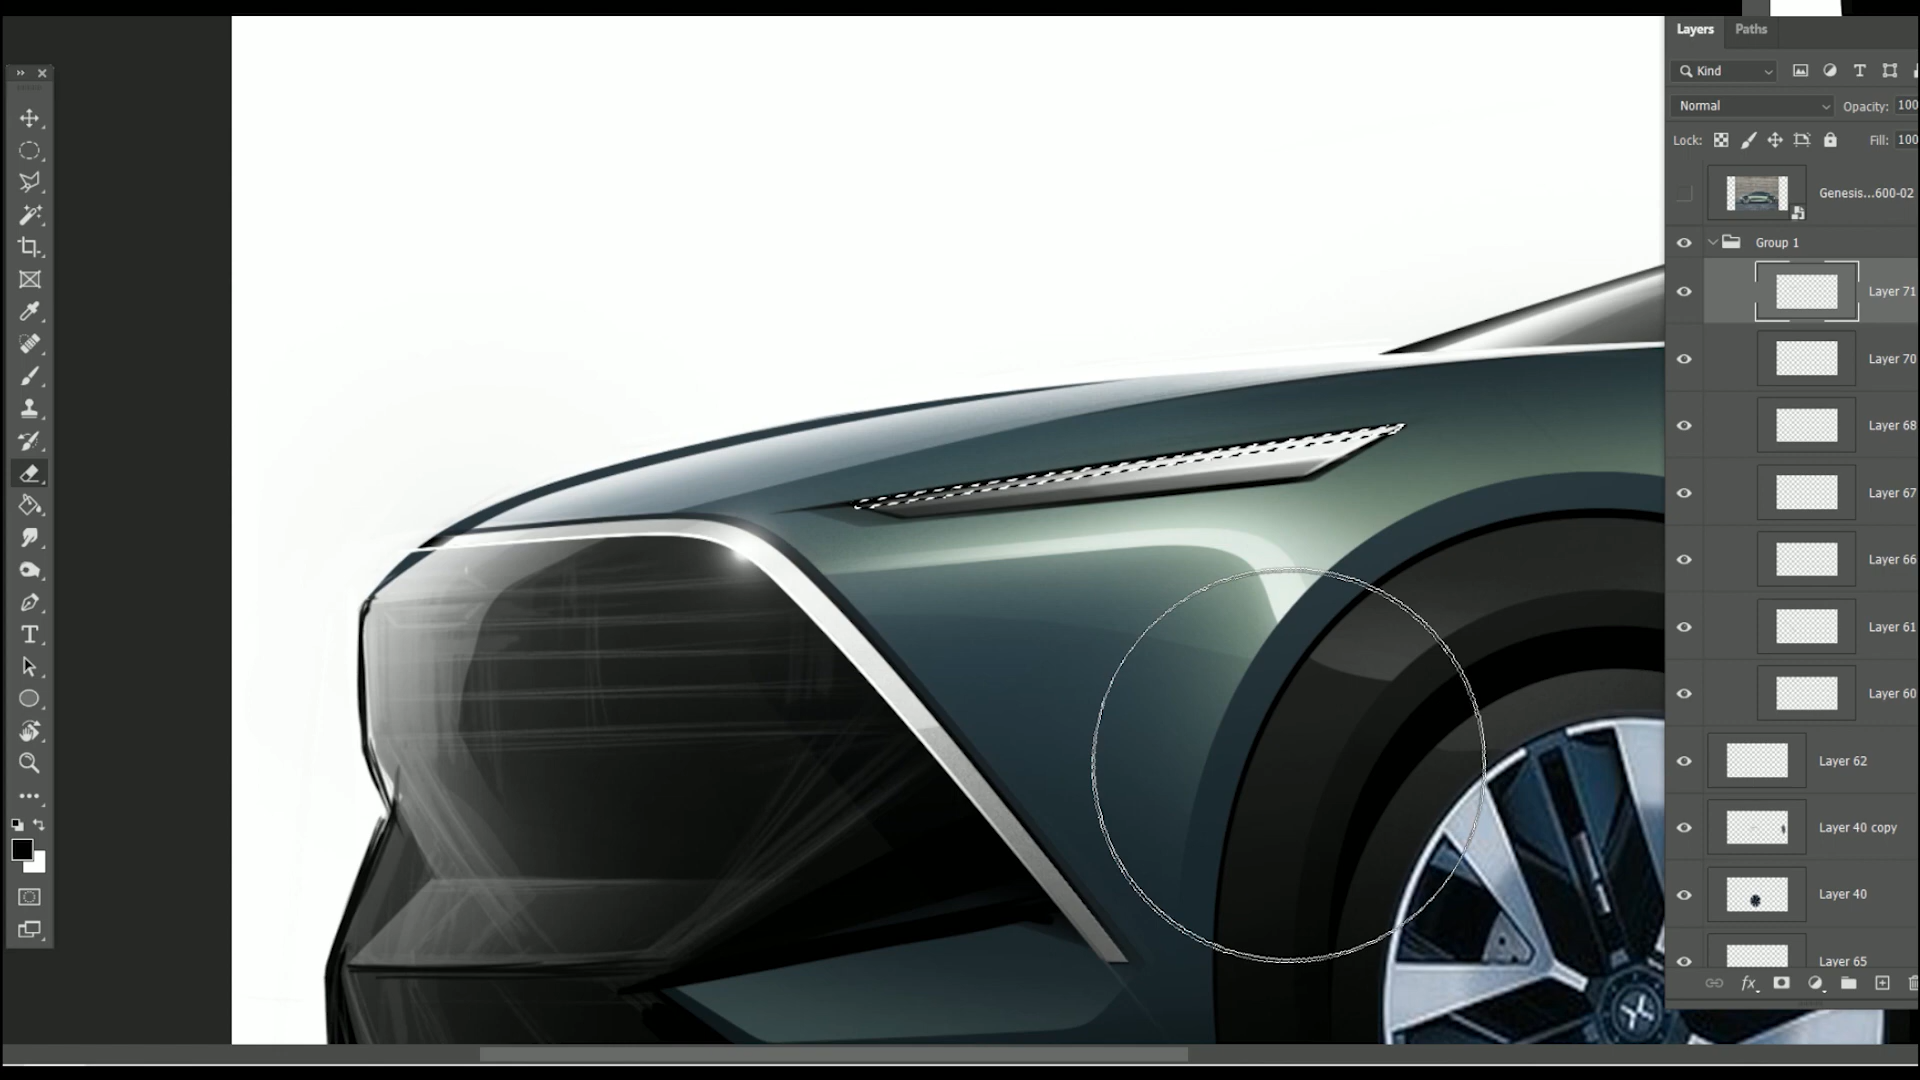 Layers Paths
Kind
Normal Opacity: 100
Lock: Fill: 100
Genesis...600-02
Group 1
Layer 71
Layer 70
Layer 68
Layer 67
Layer 66
Layer 61
Layer 60
Layer 62
Layer 40 copy
Layer 40
Layer 65
fx